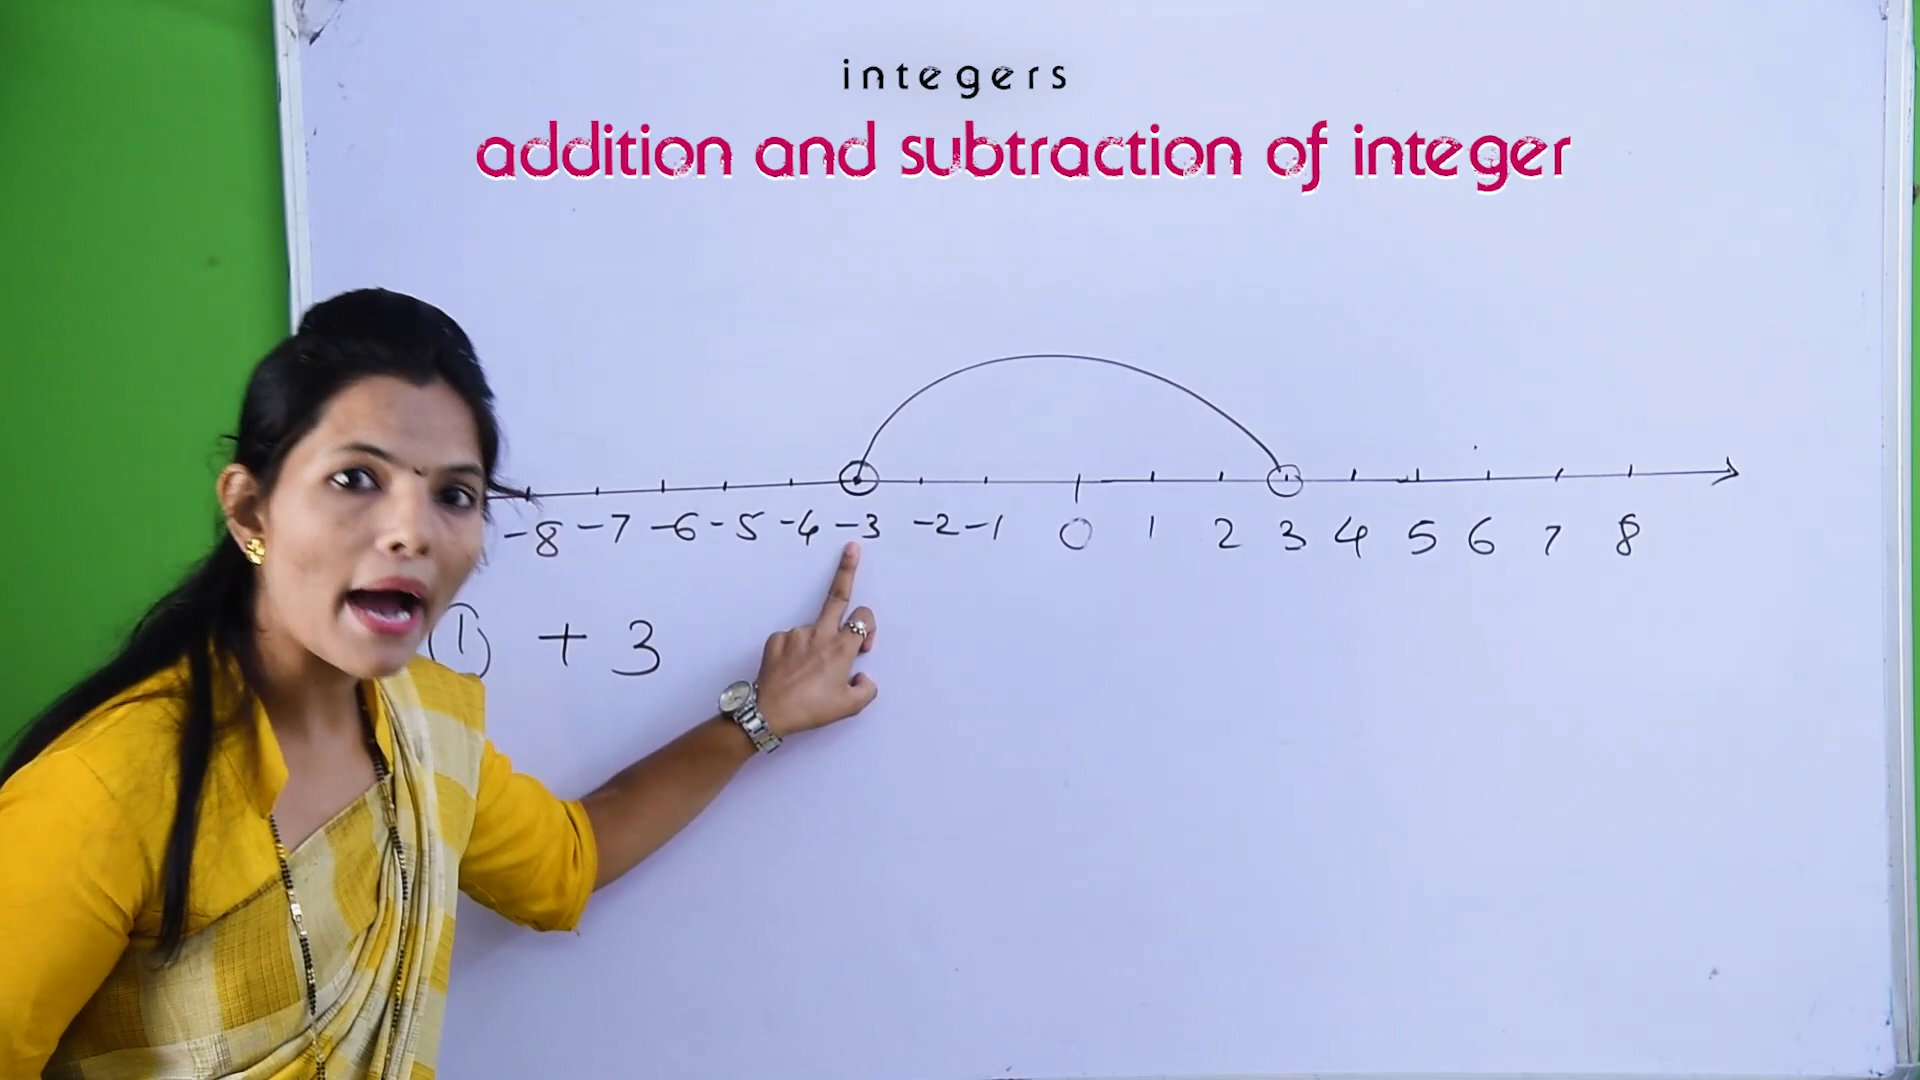 integers
addition and subtraction of integer
-8 -7 -6 -5 -4 -3 -2 -1 0 1 2 3 4 5 6 7 8
① + 3